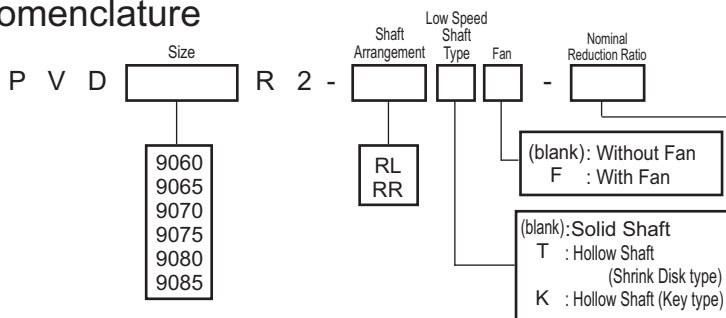 omenclature
Size
Shaft
Arrangement
Low Speed
Shaft
Type
Fan
Nominal
Reduction Ratio
P V D R 2 - -
9060
9065
9070
9075
9080
9085
RL
RR
(blank): Without Fan
F : With Fan
(blank):Solid Shaft
T : Hollow Shaft
(Shrink Disk type)
K : Hollow Shaft (Key type)